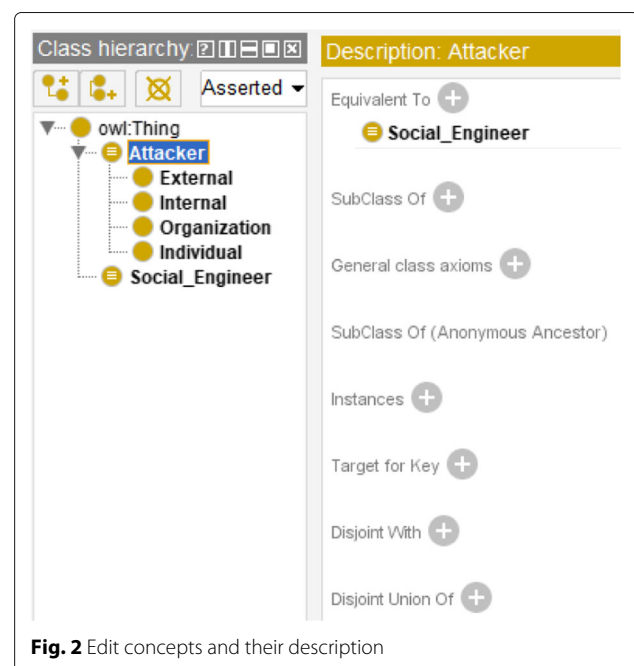 Class hierarchy:
Asserted
owl:Thing
Attacker
External
Internal
Organization
Individual
Social_Engineer
Description: Attacker
Equivalent To
Social_Engineer
SubClass Of
General class axioms
SubClass Of (Anonymous Ancestor)
Instances
Target for Key
Disjoint With
Disjoint Union Of
Fig. 2 Edit concepts and their description